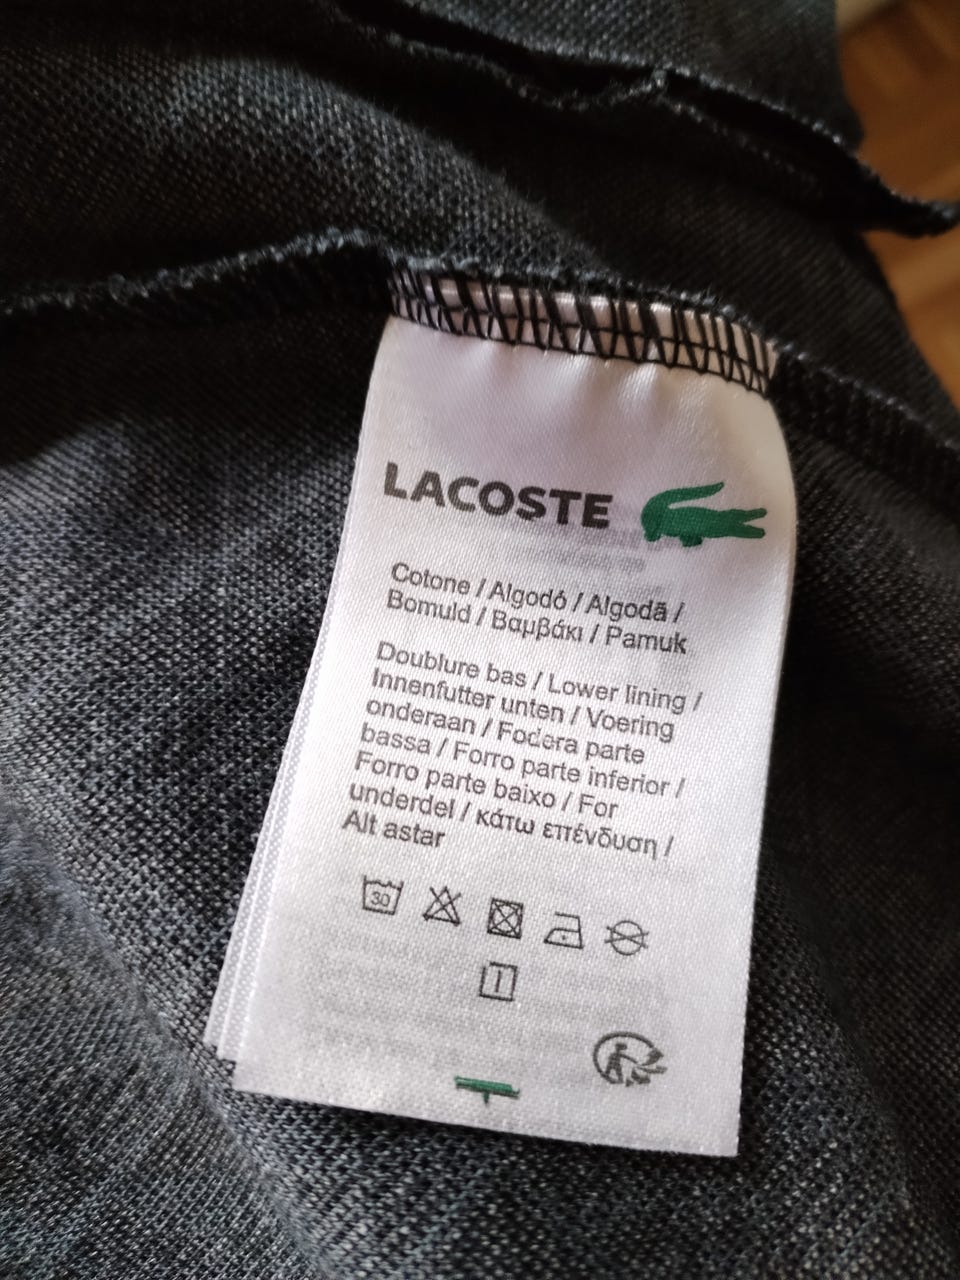 LACOSTE
Cotone / Algodó / Algodã /
Bomuld / Βαμβάκι / Pamuk
Doublure bas / Lower lining /
Innenfutter unten / Voering
onderaan / Fodera parte
bassa / Forro parte inferior /
Forro parte baixo / For
underdel / κάτω επένδυση /
Alt astar
30